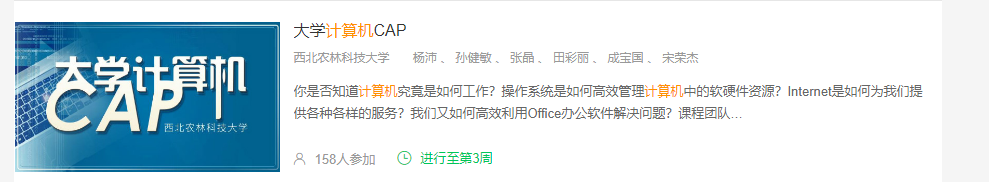 大学计算机
CAP
西北农林科技大学
大学计算机CAP
西北农林科技大学 杨沛 、 孙健敏 、 张晶 、 田彩丽 、 成宝国 、 宋荣杰
你是否知道计算机究竟是如何工作？操作系统是如何高效管理计算机中的软硬件资源？Internet是如何为我们提
供各种各样的服务？我们又如何高效利用Office办公软件解决问题？课程团队...
158人参加 进行至第3周